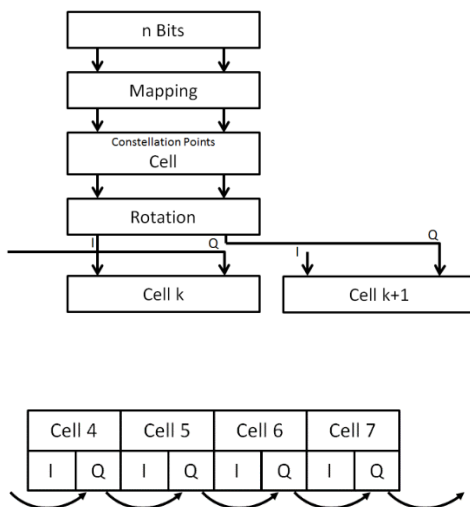 n Bits
Mapping
Constellation Points
Cell
Rotation
I Q Q
I
Cell k Cell k+1
Cell 4 Cell 5 Cell 6 Cell 7
I Q I Q I Q I Q